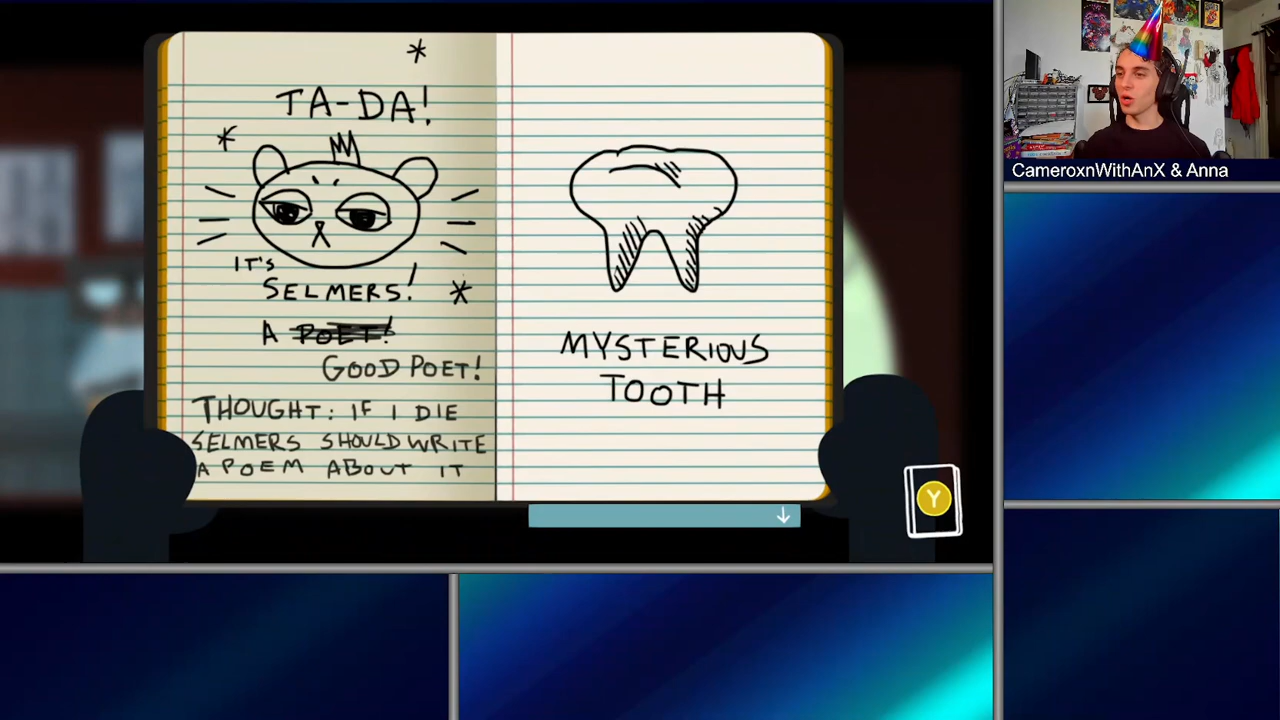 TA-DA!
IT'S
SELMERS!
A POET!
GOOD POET!
THOUGHT: IF I DIE
SELMERS SHOULD WRITE
A POEM ABOUT IT
MYSTERIOUS
TOOTH
Y
CameroxnWithAnX & Anna